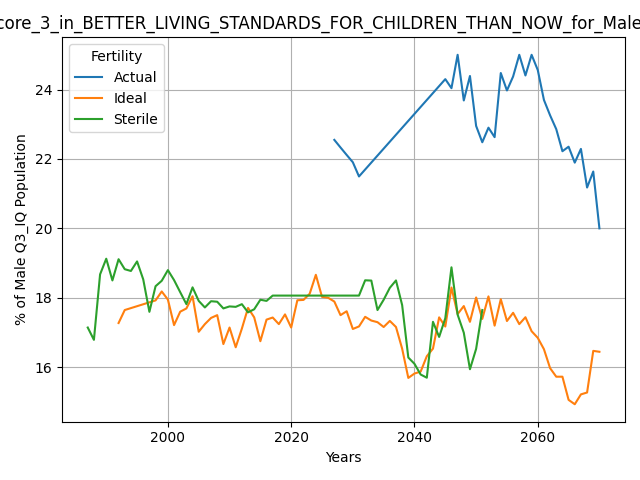 core_3_in_BETTER_LIVING_STANDARDS_FOR_CHILDREN_THAN_NOW_for_Male
Fertility
Actual
Ideal
Sterile
% of Male Q3_IQ Population
24
22
20
18
16
2000
2020
2040
2060
Years